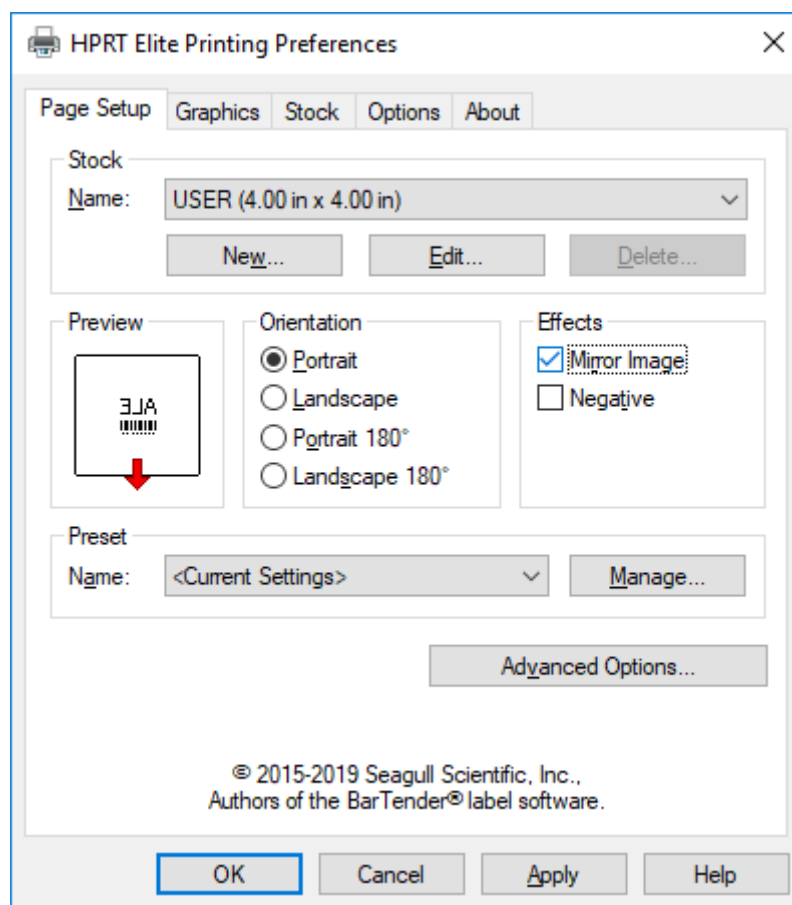 HPRT Elite Printing Preferences
Page Setup Graphics Stock Options About
Stock
Name: USER (4.00 in x 4.00 in)
New... Edit... Delete...
Preview Orientation Effects
ALE
Portrait
Landscape
Portrait 180°
Landscape 180°
Mirror Image
Negative
Preset
Name: <Current Settings> Manage...
Advanced Options...
© 2015-2019 Seagull Scientific, Inc.,
Authors of the BarTender® label software.
OK Cancel Apply Help